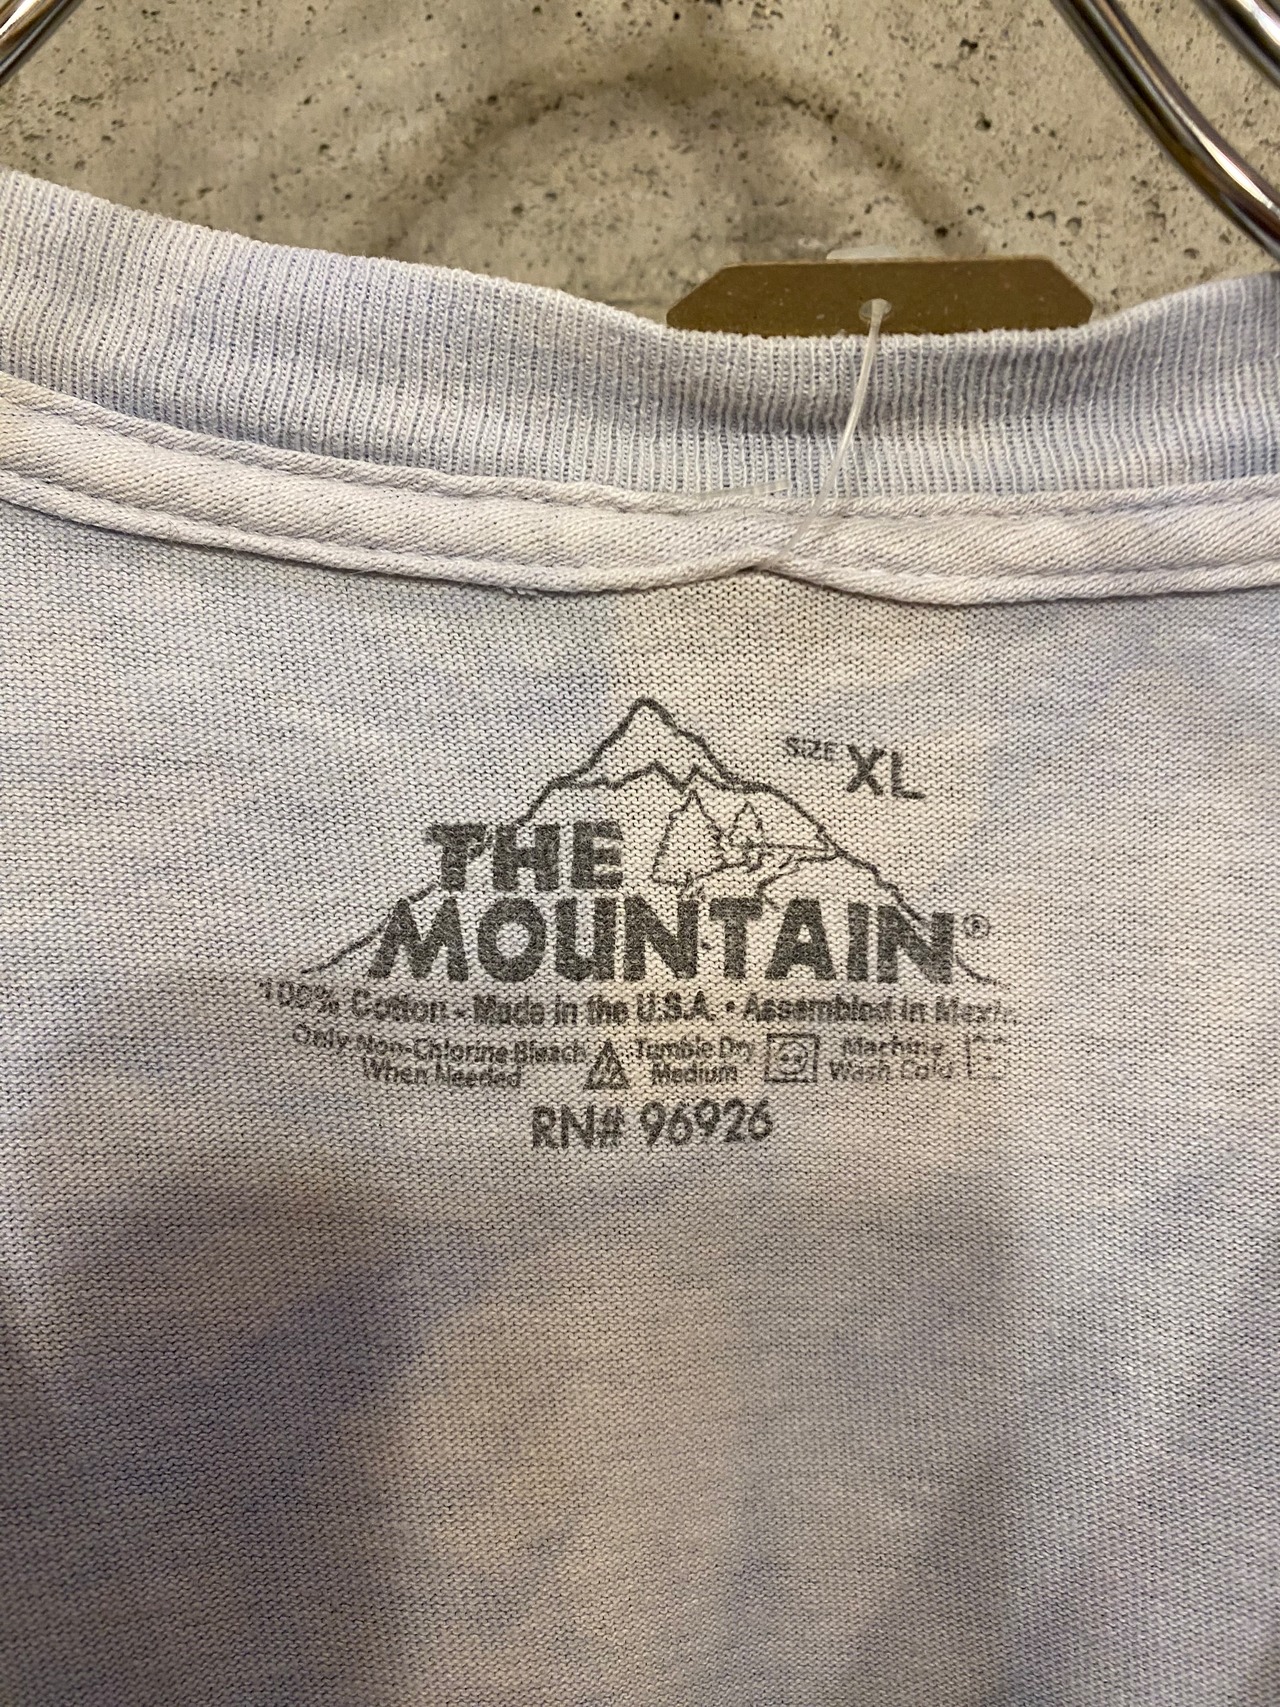 SIZE XL
THE
MOUNTAIN®
100% Cotton • Made in the U.S.A. • Assembled in
Only Non-Chlorine Bleach
When Needed
Tumble Dry
Medium
Machine
Wash Cold
RN# 96926